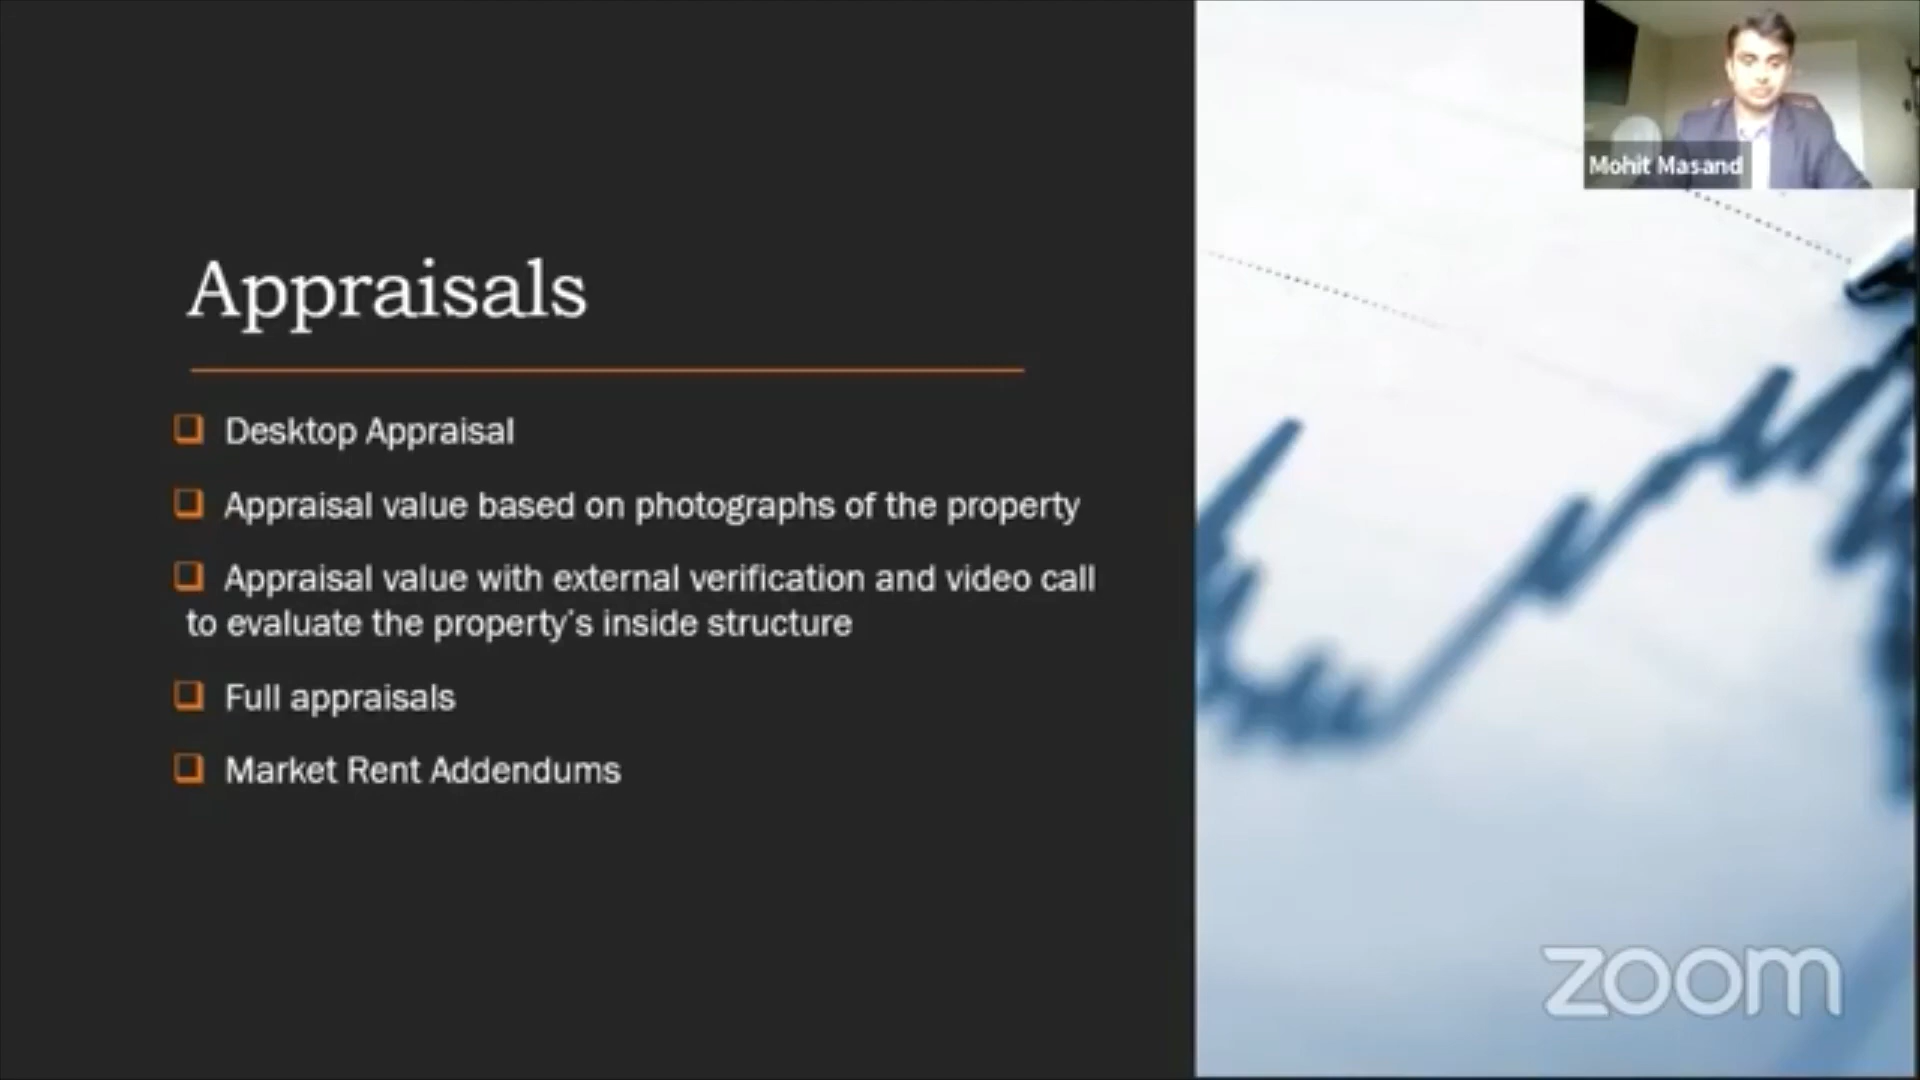 Mohit Masand
Appraisals
Desktop Appraisal
Appraisal value based on photographs of the property
Appraisal value with external verification and video call
to evaluate the property's inside structure
Full appraisals
Market Rent Addendums
zoom